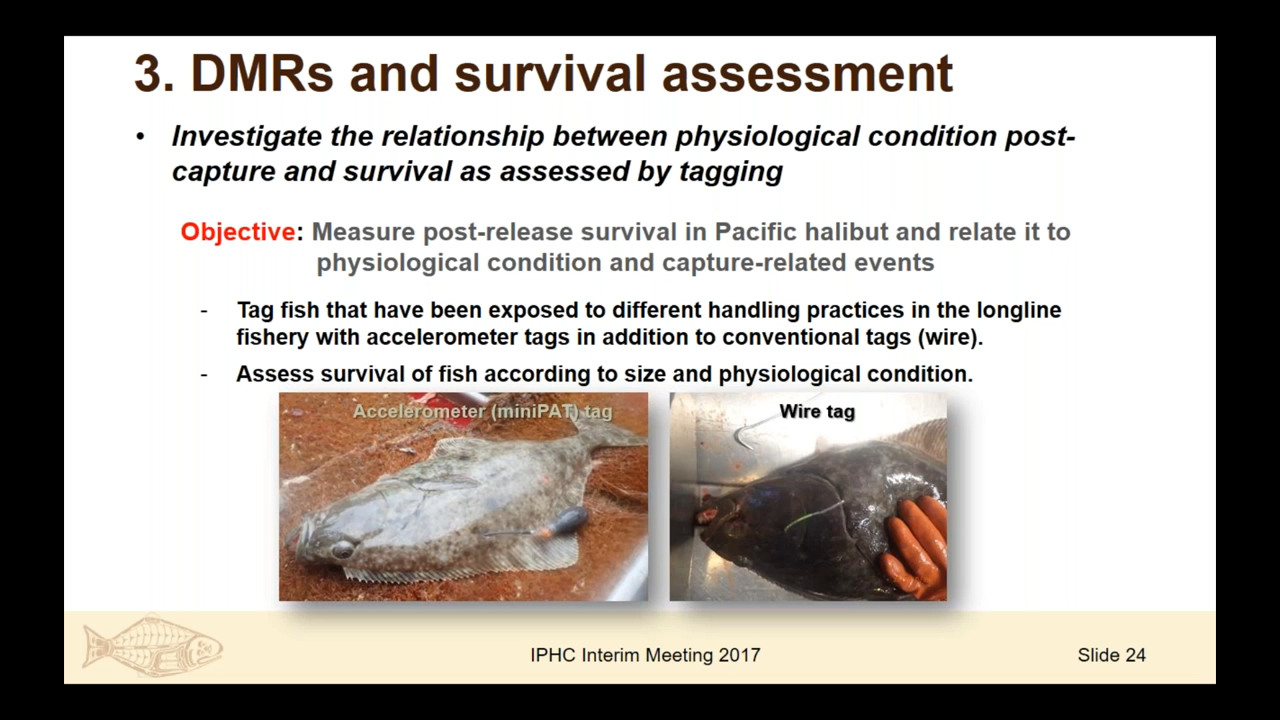 3. DMRs and survival assessment
• Investigate the relationship between physiological condition post-
capture and survival as assessed by tagging
Objective: Measure post-release survival in Pacific halibut and relate it to
physiological condition and capture-related events
- Tag fish that have been exposed to different handling practices in the longline
fishery with accelerometer tags in addition to conventional tags (wire).
- Assess survival of fish according to size and physiological condition.
Accelerometer (miniPAT) tag
Wire tag
IPHC Interim Meeting 2017
Slide 24